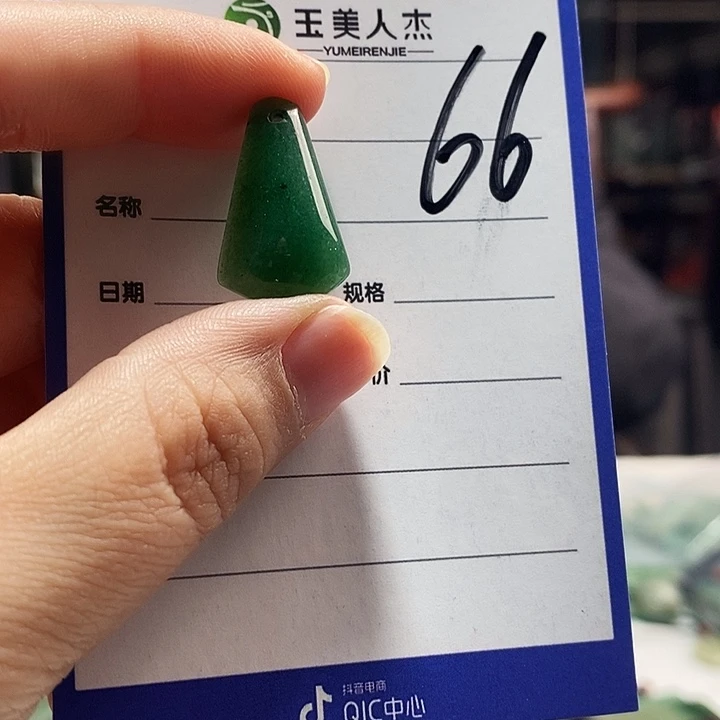 玉美人杰
YUMEIRENJIE
66
名称
日期 规格
价
抖音电商
QIC中心